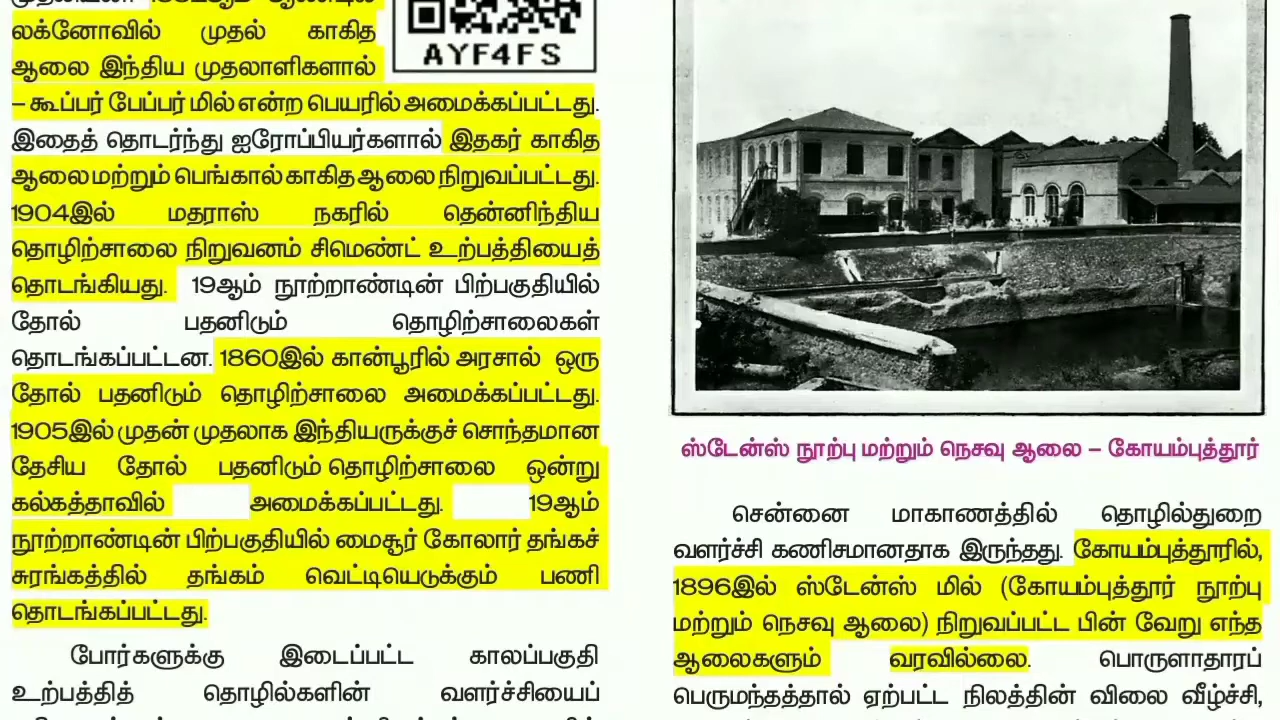 லக்னோவில் முதல் காகித
ஆலை இந்திய முதலாளிகளால்
– கூப்பர் பேப்பர் மில் என்ற பெயரில் அமைக்கப்பட்டது.
இதைத் தொடர்ந்து ஐரோப்பியர்களால் இதகர் காகித
ஆலை மற்றும் பெங்கால் காகித ஆலை நிறுவப்பட்டது.
1904இல் மதராஸ் நகரில் தென்னிந்திய
தொழிற்சாலை நிறுவனம் சிமெண்ட் உற்பத்தியைத்
தொடங்கியது. 19ஆம் நூற்றாண்டின் பிற்பகுதியில்
தோல் பதனிடும் தொழிற்சாலைகள்
தொடங்கப்பட்டன. 1860இல் கான்பூரில் அரசால் ஒரு
தோல் பதனிடும் தொழிற்சாலை அமைக்கப்பட்டது.
1905இல் முதன் முதலாக இந்தியருக்குச் சொந்தமான
தேசிய தோல் பதனிடும் தொழிற்சாலை ஒன்று
கல்கத்தாவில் அமைக்கப்பட்டது. 19ஆம்
நூற்றாண்டின் பிற்பகுதியில் மைசூர் கோலார் தங்கச்
சுரங்கத்தில் தங்கம் வெட்டியெடுக்கும் பணி
தொடங்கப்பட்டது.
போர்களுக்கு இடைப்பட்ட காலப்பகுதி
உற்பத்தித் தொழில்களின் வளர்ச்சியைப்
AYF4FS
ஸ்டேன்ஸ் நூற்பு மற்றும் நெசவு ஆலை – கோயம்புத்தூர்
சென்னை மாகாணத்தில் தொழில்துறை
வளர்ச்சி கணிசமானதாக இருந்தது. கோயம்புத்தூரில்,
1896இல் ஸ்டேன்ஸ் மில் (கோயம்புத்தூர் நூற்பு
மற்றும் நெசவு ஆலை) நிறுவப்பட்ட பின் வேறு எந்த
ஆலைகளும் வரவில்லை. பொருளாதாரப்
பெருமந்தத்தால் ஏற்பட்ட நிலத்தின் விலை வீழ்ச்சி,